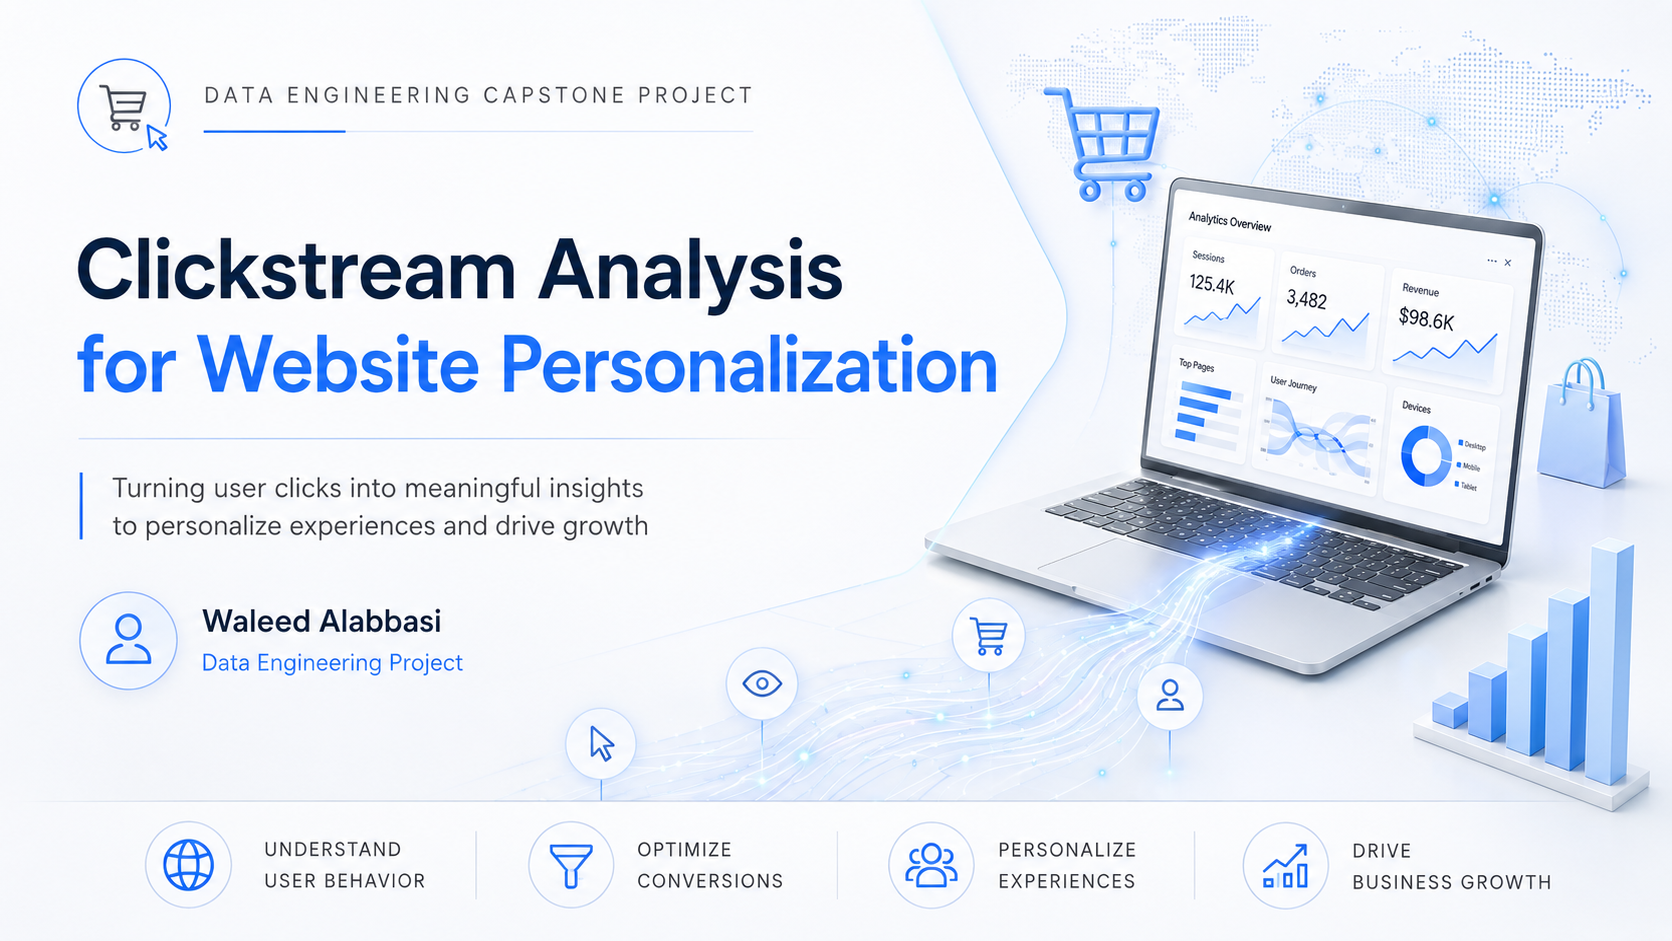 DATA ENGINEERING CAPSTONE PROJECT
Clickstream Analysis
for Website Personalization
Turning user clicks into meaningful insights
to personalize experiences and drive growth
Waleed Alabbasi
Data Engineering Project
Analytics Overview
Sessions
125.4K
Orders
3,482
Revenue
$98.6K
Top Pages
User Journey
Devices
Desktop
Mobile
Tablet
UNDERSTAND
USER BEHAVIOR
OPTIMIZE
CONVERSIONS
PERSONALIZE
EXPERIENCES
DRIVE
BUSINESS GROWTH